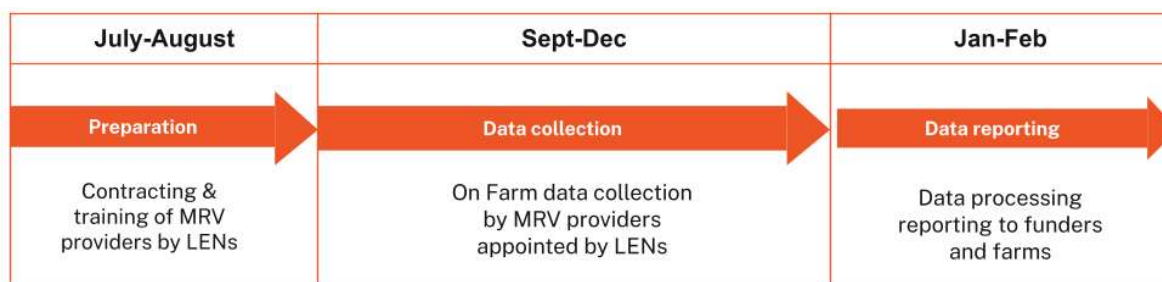 July-August
Sept-Dec
Jan-Feb
Preparation
Data collection
Data reporting
Contracting &
training of MRV
providers by LENs
On Farm data collection
by MRV providers
appointed by LENs
Data processing
reporting to funders
and farms